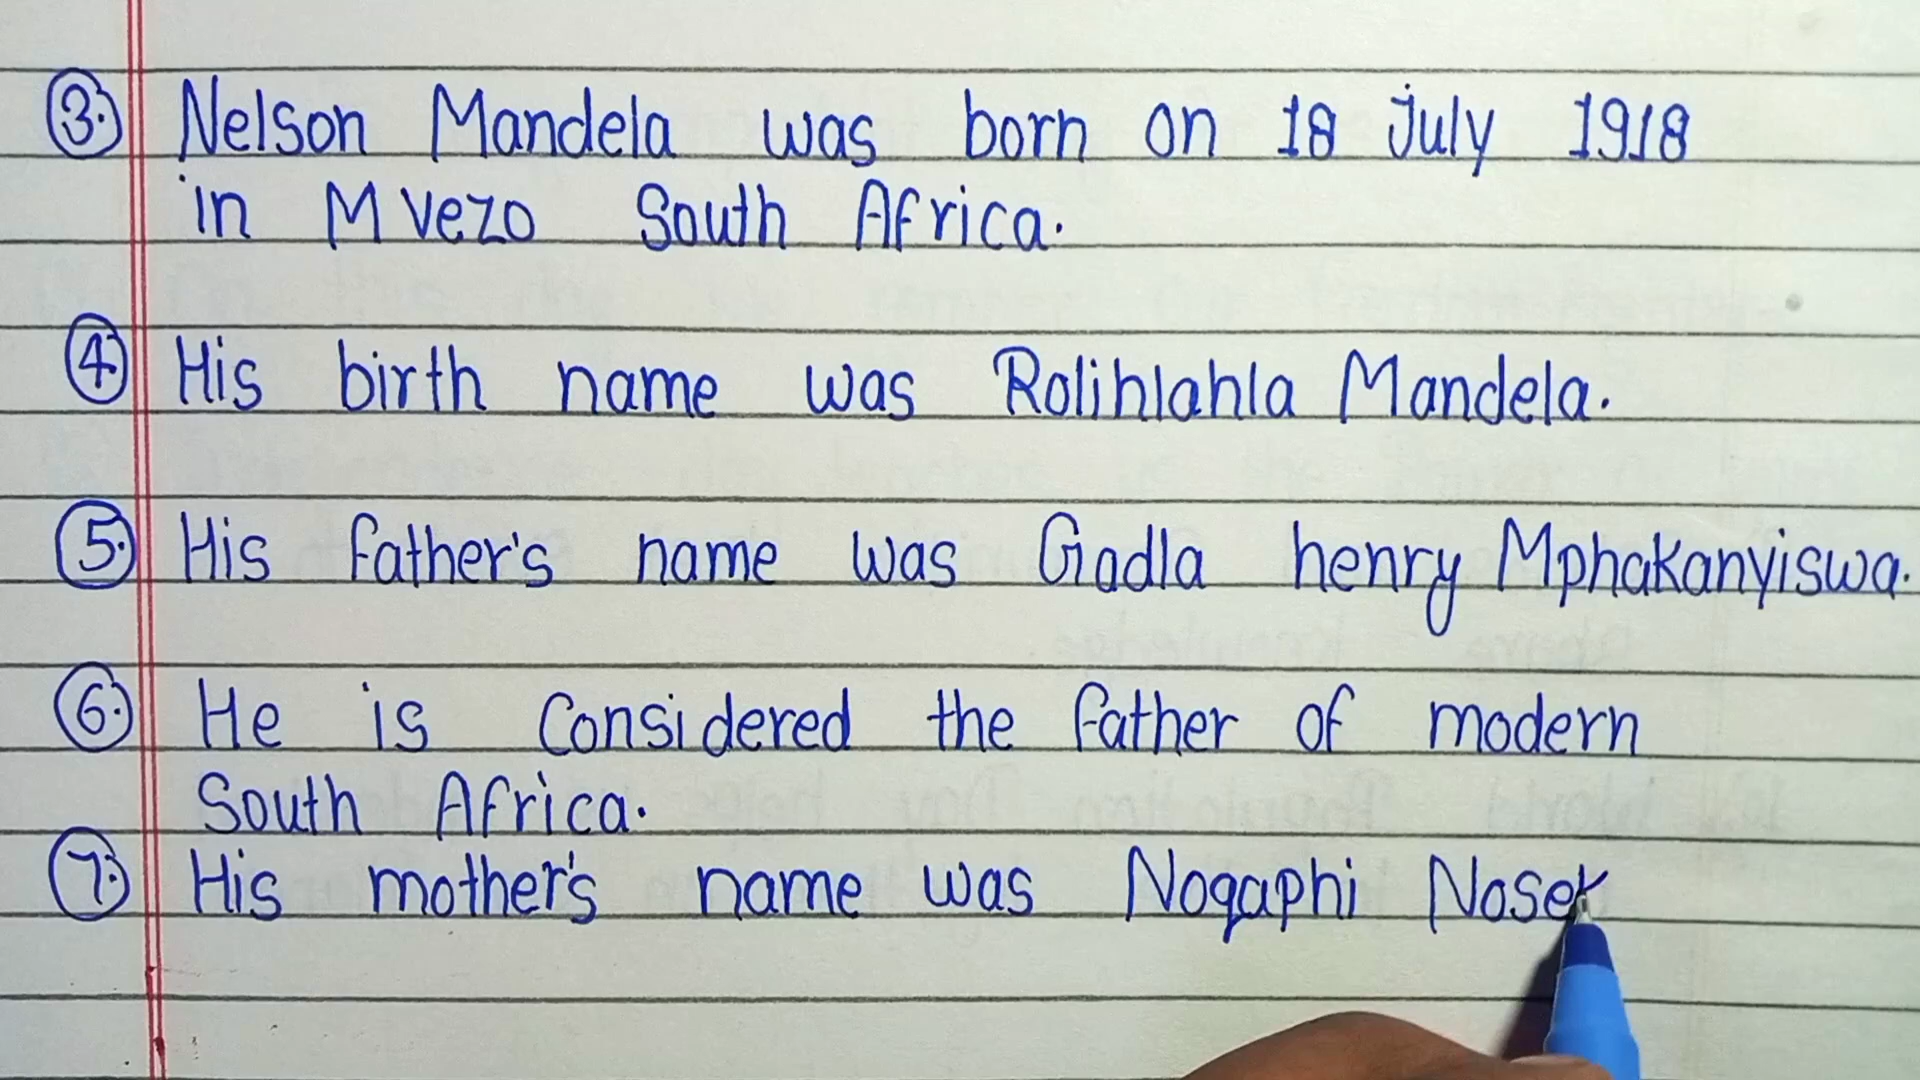 3. Nelson Mandela was born on 18 July 1918
in Mvezo South Africa.
4. His birth name was Rolihlahla Mandela.
5. His father's name was Gadla henry Mphakanyiswa.
6. He is Considered the father of modern
South Africa.
7. His mother's name was Noqaphi Nosek